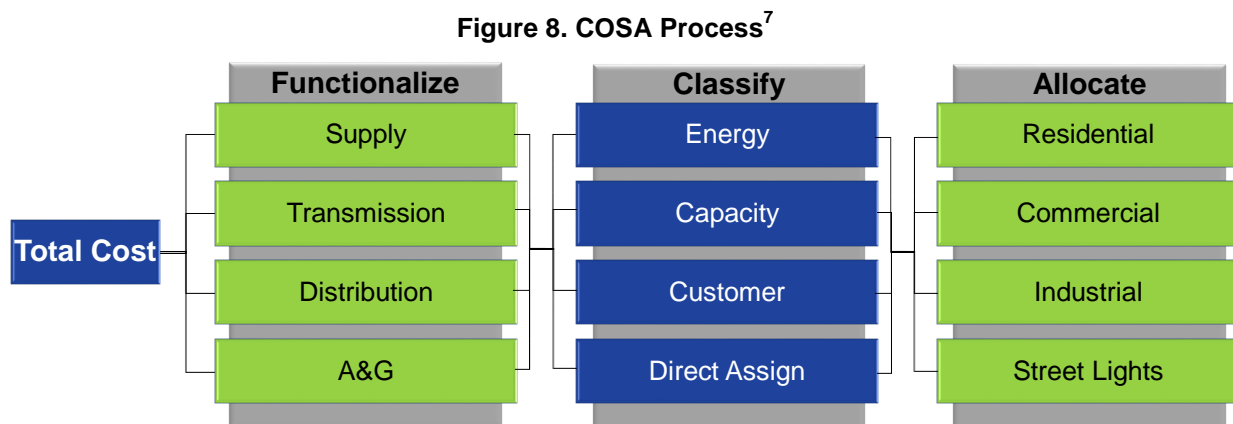 Figure 8. COSA Process7
Functionalize
Classify
Allocate
Supply
Energy
Residential
Transmission
Capacity
Commercial
Total Cost
Distribution
Customer
Industrial
A&G
Direct Assign
Street Lights